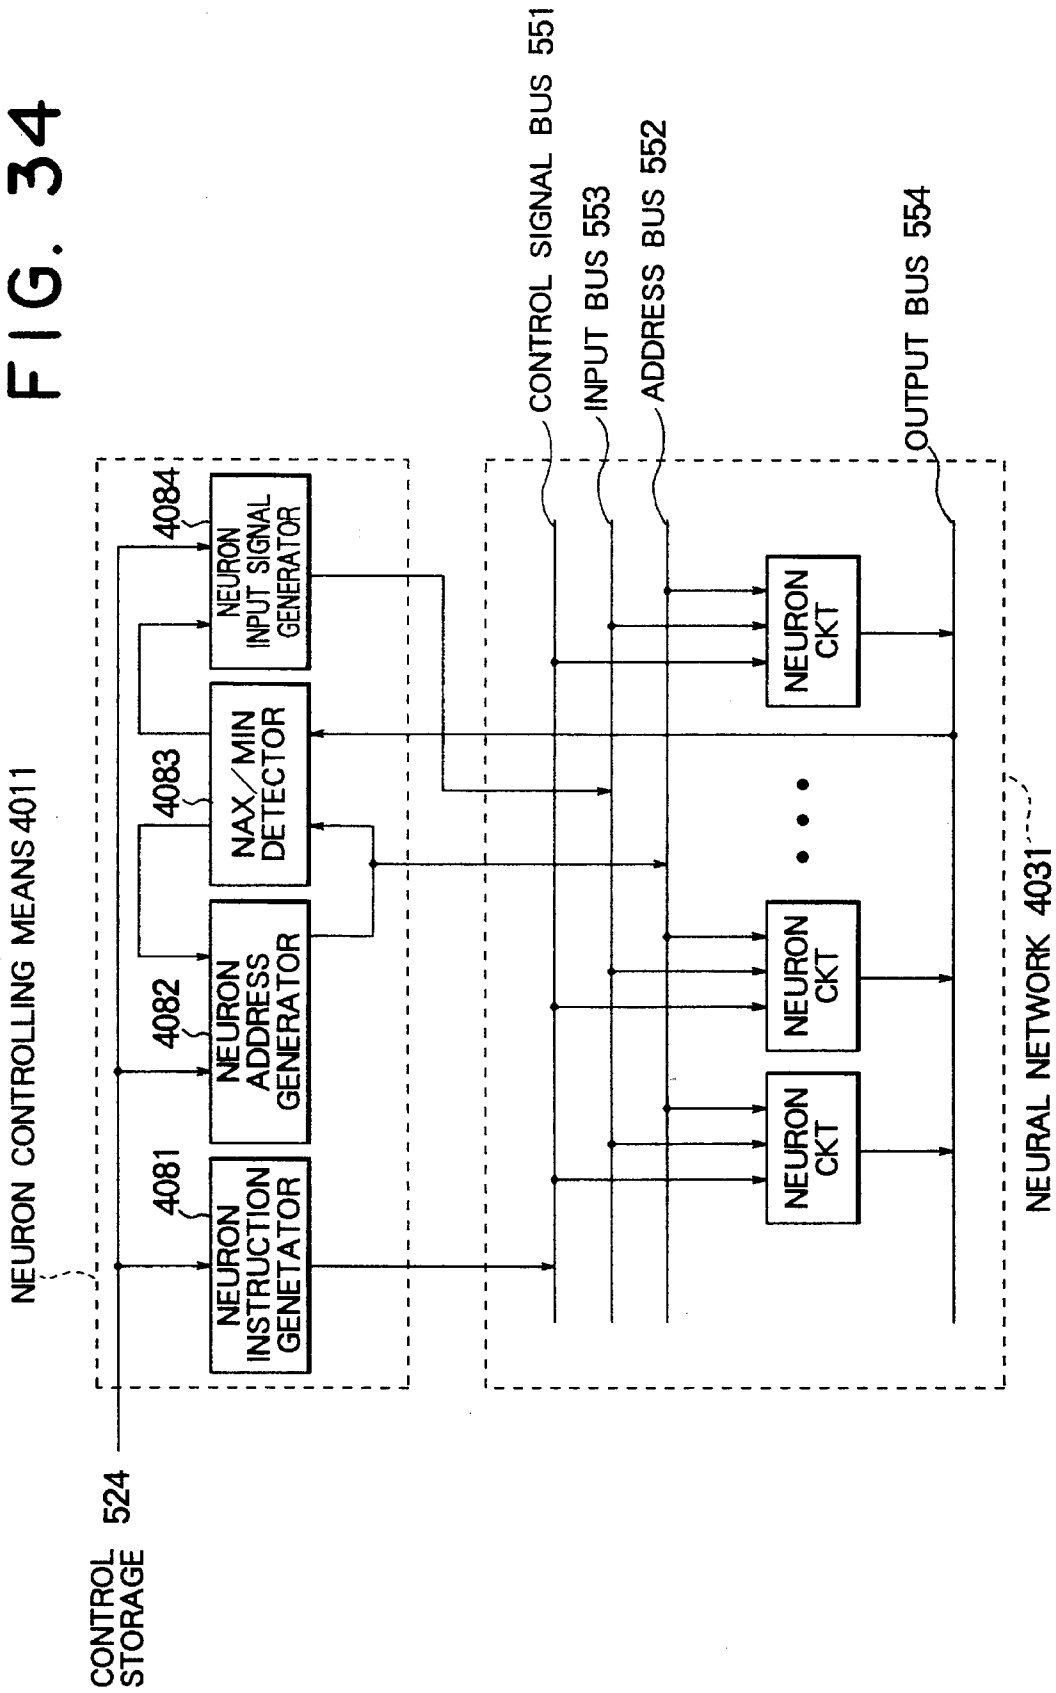 FIG. 34
NEURON CONTROLLING MEANS 4011
CONTROL
STORAGE 524
4081
NEURON
INSTRUCTION
GENETATOR
4082
NEURON
ADDRESS
GENERATOR
4083
NAX/MIN
DETECTOR
4084
NEURON
INPUT SIGNAL
GENERATOR
CONTROL SIGNAL BUS 551
INPUT BUS 553
ADDRESS BUS 552
NEURON
CKT
NEURON
CKT
NEURON
CKT
OUTPUT BUS 554
NEURAL NETWORK 4031